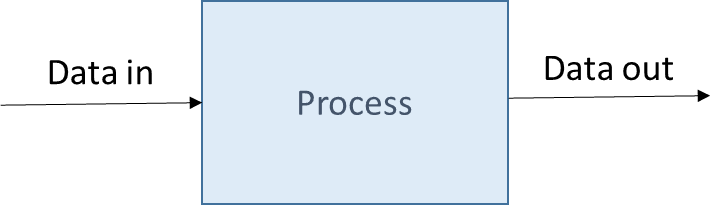 Data in
Process
Data out